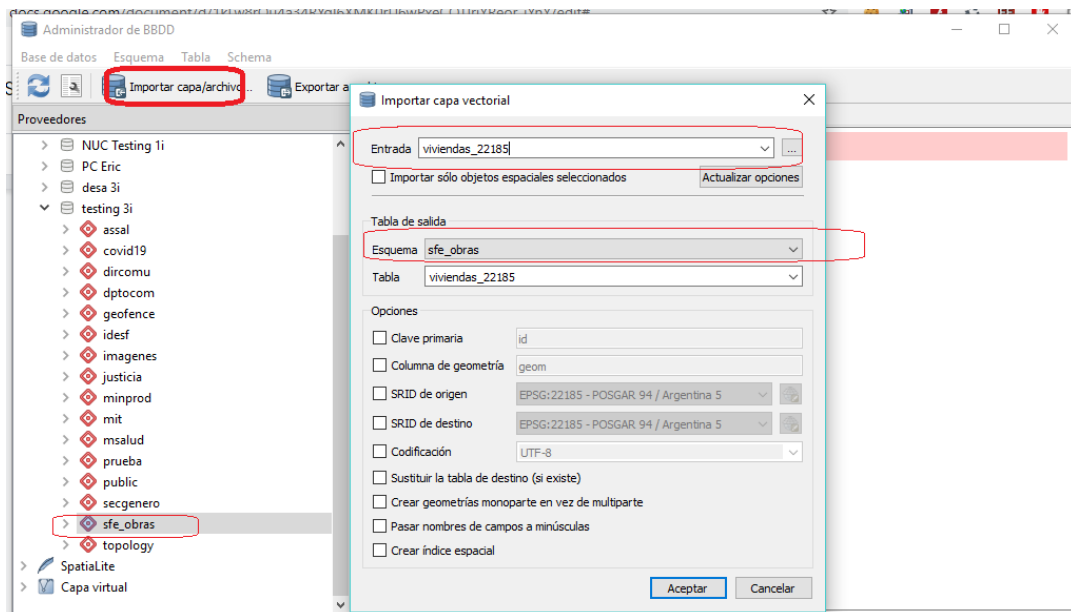 Administrador de BBDD
Base de datos Esquema Tabla Schema
Importar capa/archivo... Exportar a
Proveedores
NUC Testing 1i
PC Eric
desa 3i
testing 3i
assal
covid19
dircomu
dptocom
geofence
idesf
imagenes
justicia
minprod
mit
msalud
prueba
public
secgenero
sfe_obras
topology
SpatiaLite
Capa virtual
Importar capa vectorial
Entrada viviendas_22185 ...
Importar sólo objetos espaciales seleccionados Actualizar opciones
Tabla de salida
Esquema sfe_obras
Tabla viviendas_22185
Opciones
Clave primaria id
Columna de geometría geom
SRID de origen EPSG:22185 - POSGAR 94 / Argentina 5
SRID de destino EPSG:22185 - POSGAR 94 / Argentina 5
Codificación UTF-8
Sustituir la tabla de destino (si existe)
Crear geometrías monoparte en vez de multiparte
Pasar nombres de campos a minúsculas
Crear índice espacial
Aceptar Cancelar